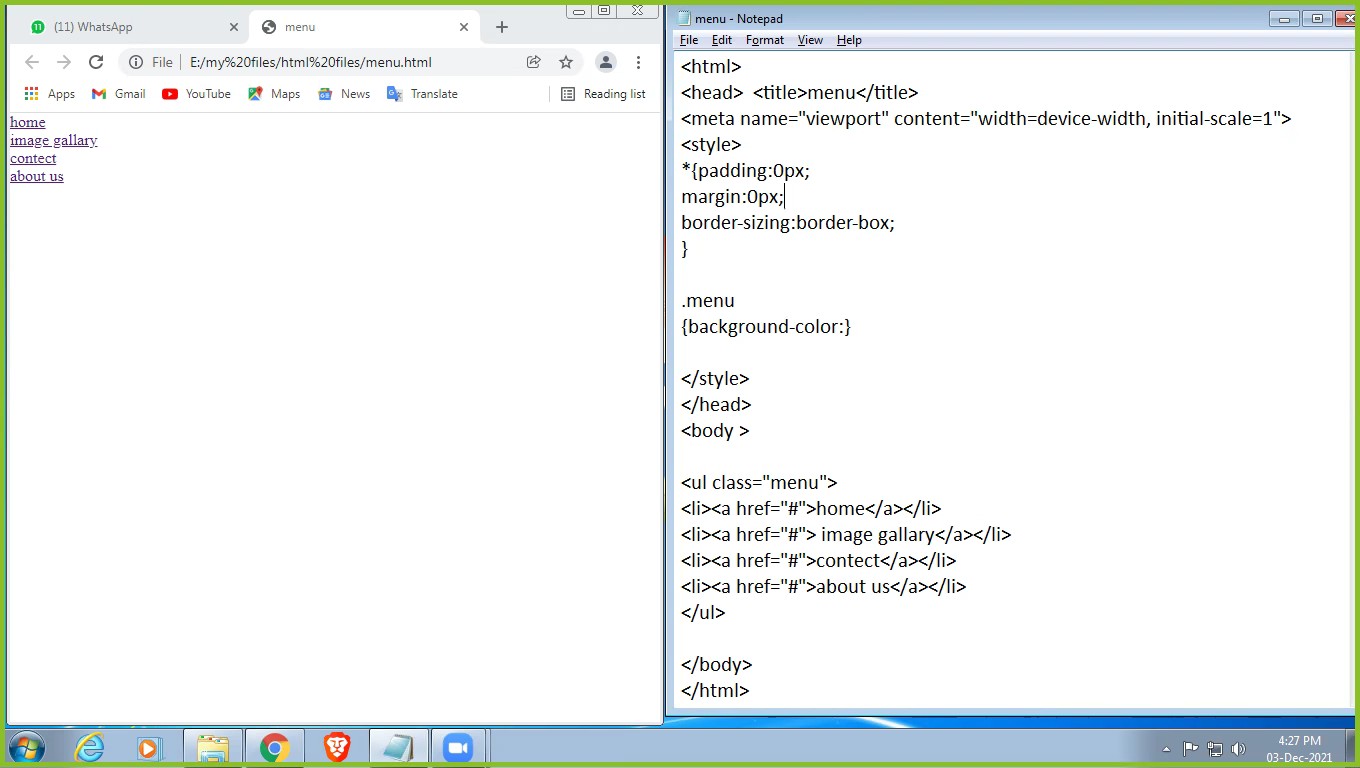 (11) WhatsApp
menu
File
E:/my%20files/html%20files/menu.html
Apps
Gmail
YouTube
Maps
News
Translate
Reading list
home
image gallary
contect
about us
menu - Notepad
File Edit Format View Help
<html>
<head>  <title>menu</title>
<meta name="viewport" content="width=device-width, initial-scale=1">
<style>
*{padding:0px;
margin:0px;
border-sizing:border-box;
}
.menu
{background-color:}
</style>
</head>
<body >
<ul class="menu">
<li><a href="#">home</a></li>
<li><a href="#"> image gallary</a></li>
<li><a href="#">contect</a></li>
<li><a href="#">about us</a></li>
</ul>
</body>
</html>
4:27 PM
03-Dec-2021